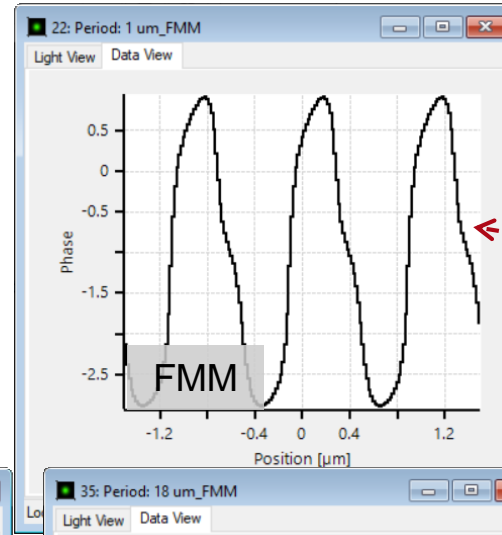 22: Period: 1 um_FMM
Light View Data View
0.5
0
-0.5
-1.5
-2.5
Phase
FMM
-1.2 -0.4 0 0.4 1.2
Position [µm]
35: Period: 18 um_FMM
Light View Data View